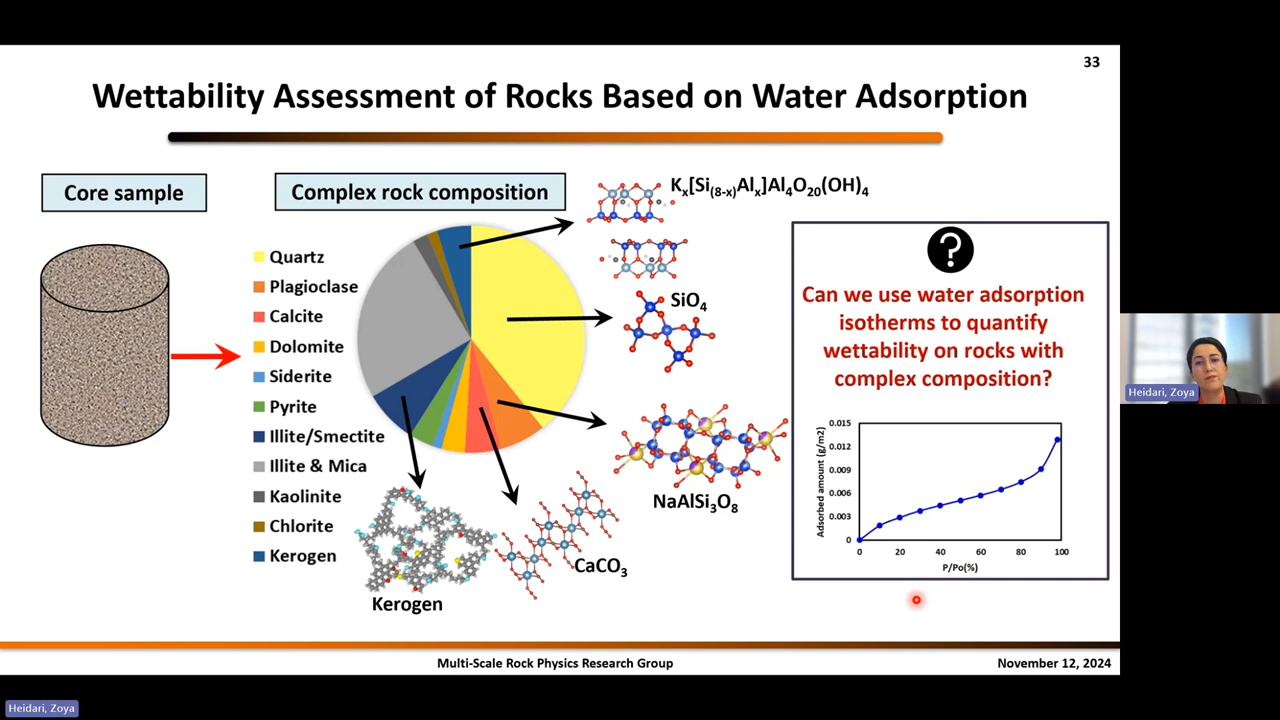 33
Wettability Assessment of Rocks Based on Water Adsorption
Core sample
Complex rock composition
Kx[Si(8-x)Alx]Al4O20(OH)4
SiO4
NaAlSi3O8
CaCO3
Kerogen
Quartz
Plagioclase
Calcite
Dolomite
Siderite
Pyrite
Illite/Smectite
Illite & Mica
Kaolinite
Chlorite
Kerogen
?
Can we use water adsorption
isotherms to quantify
wettability on rocks with
complex composition?
Adsorbed amount (g/m2)
0.015
0.012
0.009
0.006
0.003
0
0 20 40 60 80 100
P/Po(%)
Heidari, Zoya
Multi-Scale Rock Physics Research Group
November 12, 2024
Heidari, Zoya